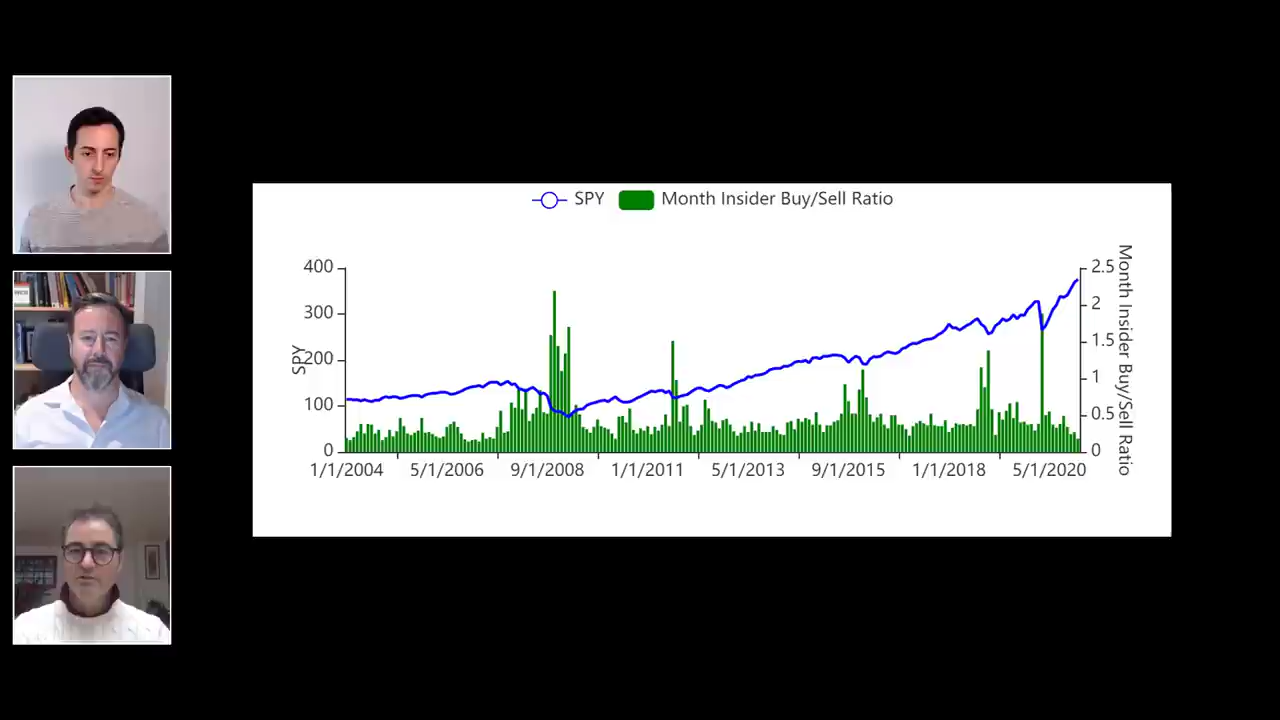 SPY Month Insider Buy/Sell Ratio
400
300
200
100
0
SPY
2.5
2
1.5
1
0.5
0
Month Insider Buy/Sell Ratio
1/1/2004 5/1/2006 9/1/2008 1/1/2011 5/1/2013 9/1/2015 1/1/2018 5/1/2020